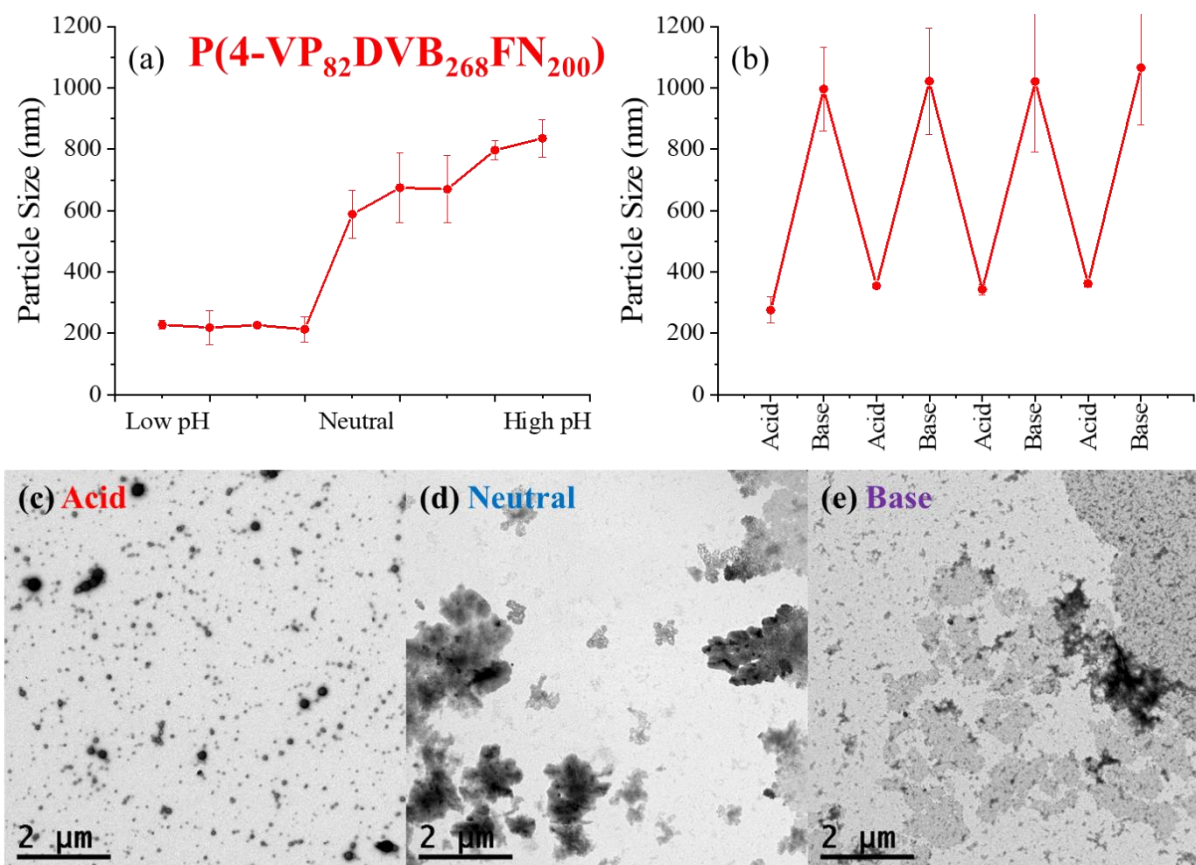 (a) P(4-VP₈₂DVB₂₆₈FN₂₀₀)
Particle Size (nm)
1200
1000
800
600
400
200
0
Low pH Neutral High pH
(b)
Particle Size (nm)
1200
1000
800
600
400
200
0
Acid Base Acid Base Acid Base Acid Base
(c) Acid
2 µm
(d) Neutral
2 µm
(e) Base
2 µm